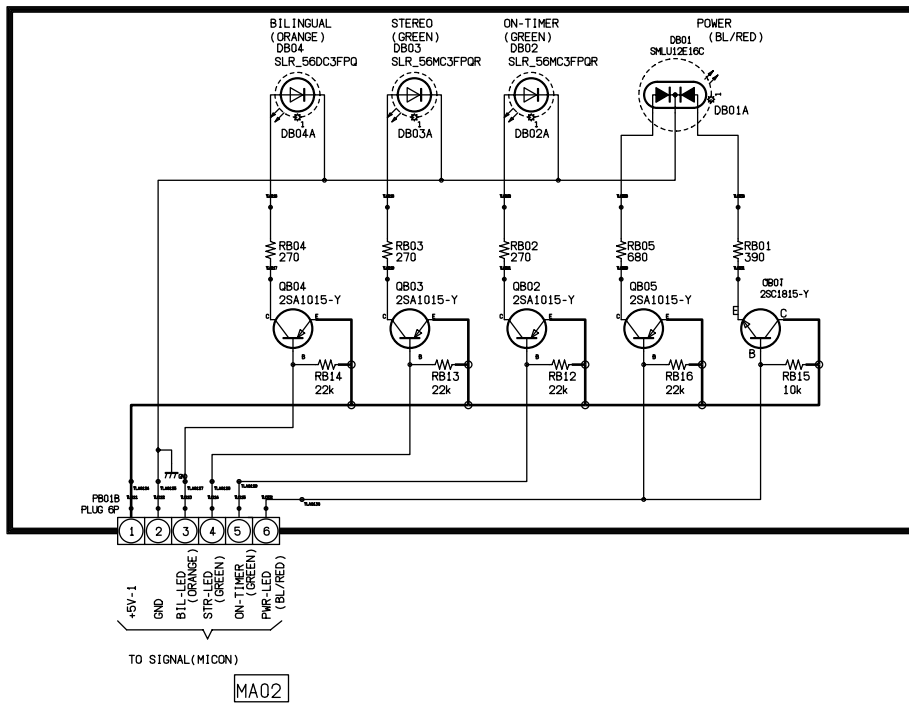 BILINGUAL
(ORANGE)
DB04
SLR_56DC3FPQ
STEREO
(GREEN)
DB03
SLR_56MC3FPQR
ON-TIMER
(GREEN)
DB02
SLR_56MC3FPQR
POWER
(BL/RED)
DB01
SMLU12E16C
1
DB04A
1
DB03A
1
DB02A
1
DB01A
RB04
270
RB03
270
RB02
270
RB05
680
RB01
390
QB04
2SA1015-Y
QB03
2SA1015-Y
QB02
2SA1015-Y
QB05
2SA1015-Y
QB01
2SC1815-Y
C
E
C
E
C
E
C
E
E
C
B
B
B
B
RB14
22k
RB13
22k
RB12
22k
RB16
22k
RB15
10k
PB01B
PLUG 6P
1
2
3
4
5
6
+5V-1
GND
BIL-LED
(ORANGE)
STR-LED
(GREEN)
ON-TIMER
(GREEN)
PWR-LED
(BL/RED)
TO SIGNAL(MICON)
MA02